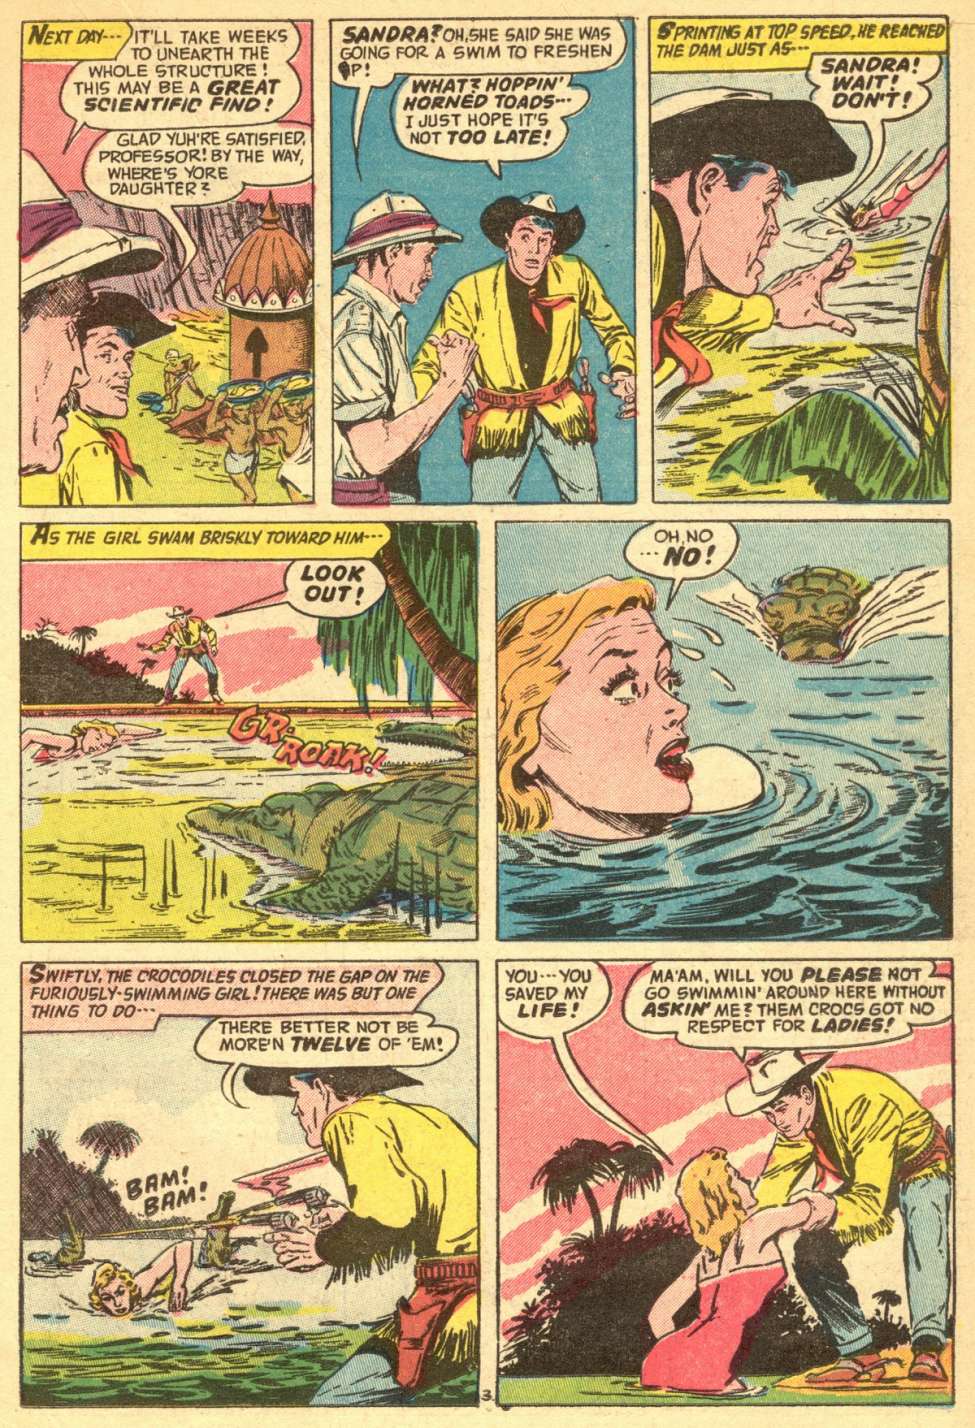 NEXT DAY---
IT'LL TAKE WEEKS
TO UNEARTH THE
WHOLE STRUCTURE!
THIS MAY BE A GREAT
SCIENTIFIC FIND!
GLAD YUH'RE SATISFIED,
PROFESSOR! BY THE WAY,
WHERE'S YORE
DAUGHTER?
SANDRA? OH, SHE SAID SHE WAS
GOING FOR A SWIM TO FRESHEN
UP!
WHAT? HOPPIN'
HORNED TOADS---
I JUST HOPE IT'S
NOT TOO LATE!
SPRINTING AT TOP SPEED, HE REACHED
THE DAM JUST AS---
SANDRA!
WAIT!
DON'T!
AS THE GIRL SWAM BRISKLY TOWARD HIM---
LOOK
OUT!
GR-
ROAK!
OH, NO
--- NO!
SWIFTLY, THE CROCODILES CLOSED THE GAP ON THE
FURIOUSLY-SWIMMING GIRL! THERE WAS BUT ONE
THING TO DO---
THERE BETTER NOT BE
MORE'N TWELVE OF 'EM!
BAM!
BAM!
YOU---YOU
SAVED MY
LIFE!
MA'AM, WILL YOU PLEASE NOT
GO SWIMMIN' AROUND HERE WITHOUT
ASKIN' ME? THEM CROCS GOT NO
RESPECT FOR LADIES!
3